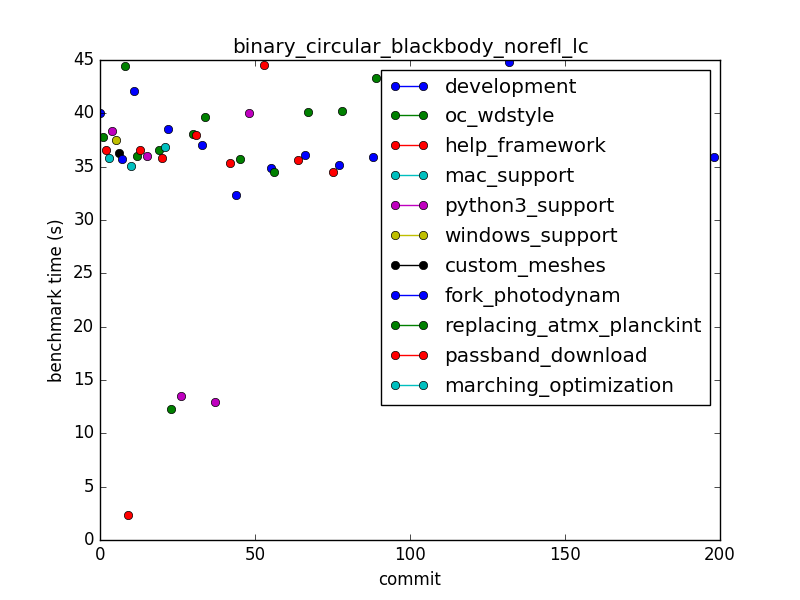 binary_circular_blackbody_norefl_lc
45
40
35
30
25
20
15
10
5
0
benchmark time (s)
development
oc_wdstyle
help_framework
mac_support
python3_support
windows_support
custom_meshes
fork_photodynam
replacing_atmx_planckint
passband_download
marching_optimization
0
50
100
150
200
commit